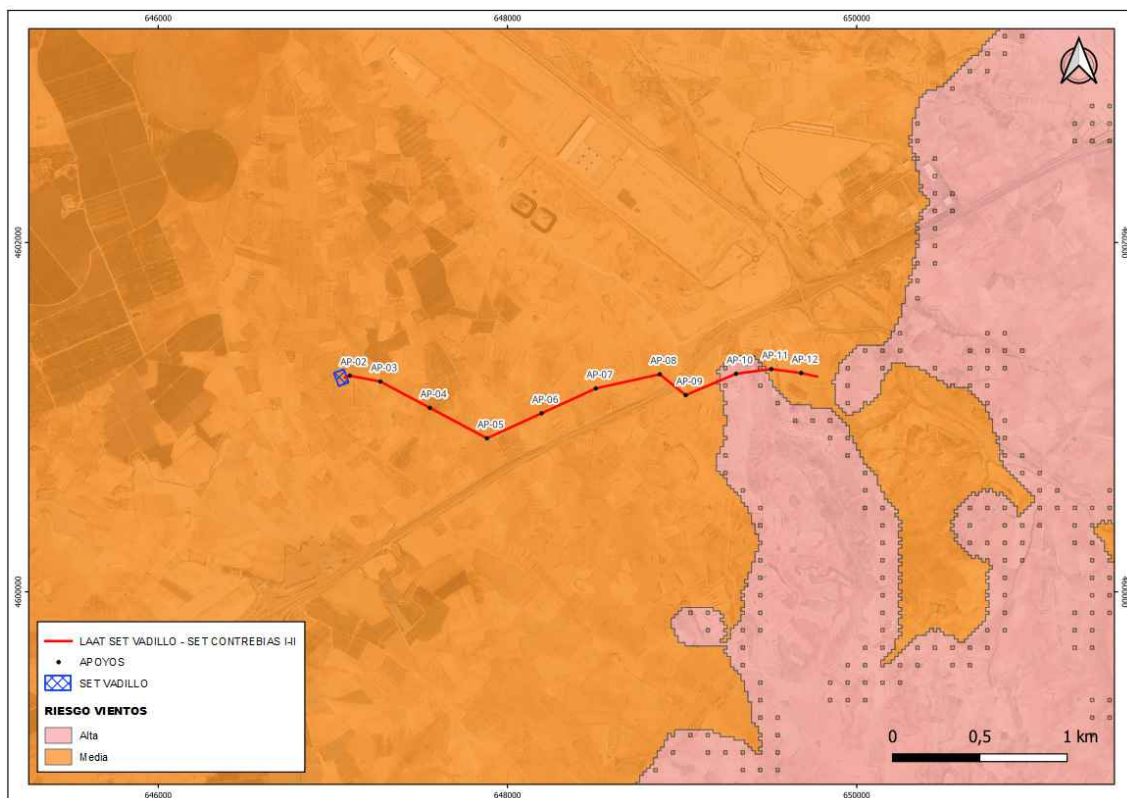 646000 648000 650000
4602000 4602000
AP-02
AP-03
AP-04
AP-05
AP-06
AP-07
AP-08
AP-09
AP-10
AP-11
AP-12
4600000 4600000
LAAT SET VADILLO - SET CONTREBIAS I-II
APOYOS
SET VADILLO
RIESGO VIENTOS
Alta
Media
0 0,5 1 km
646000 648000 650000